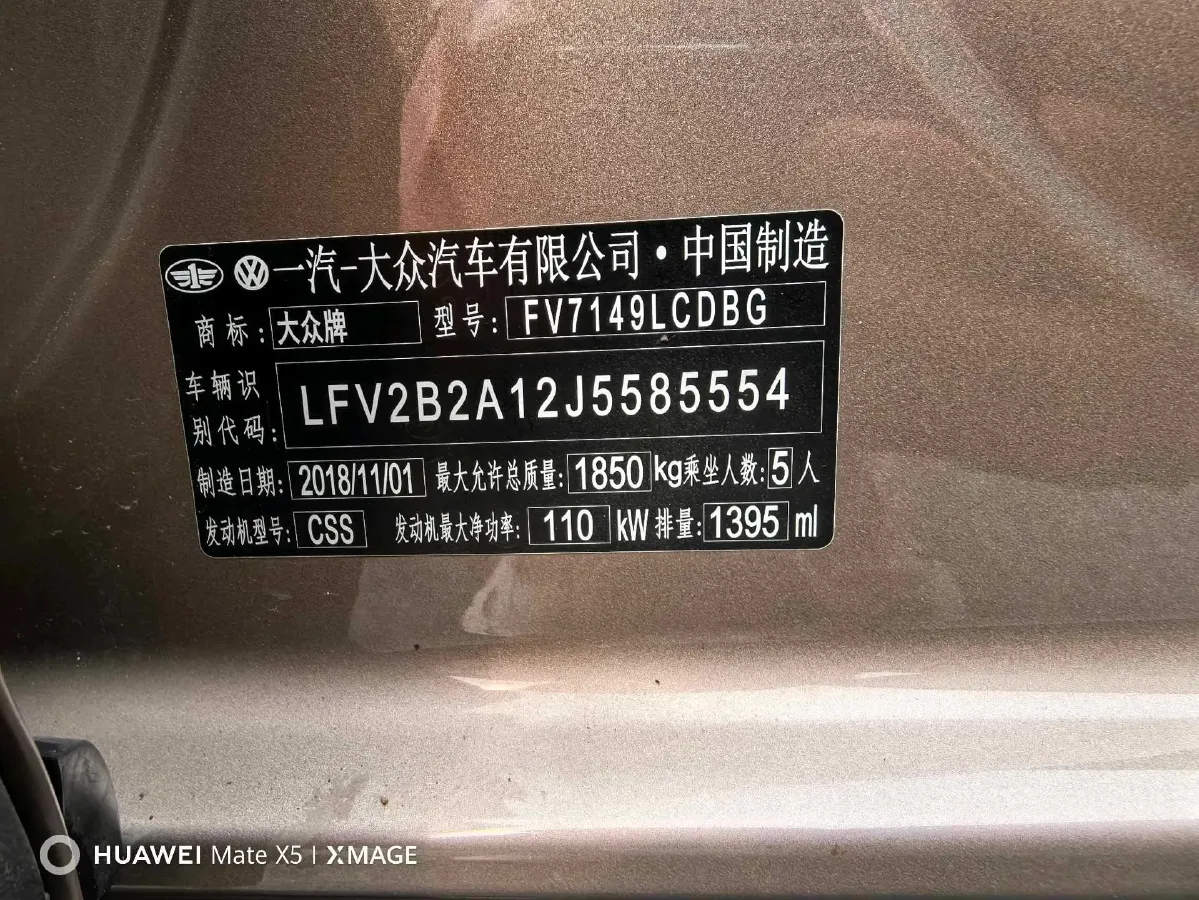 一汽-大众汽车有限公司·中国制造
商标: 大众牌 型号: FV7149LCDBG
车辆识别代码: LFV2B2A12J5585554
制造日期: 2018/11/01 最大允许总质量: 1850 kg 乘坐人数: 5 人
发动机型号: CSS 发动机最大净功率: 110 kW 排量: 1395 ml
HUAWEI Mate X5 | XMAGE